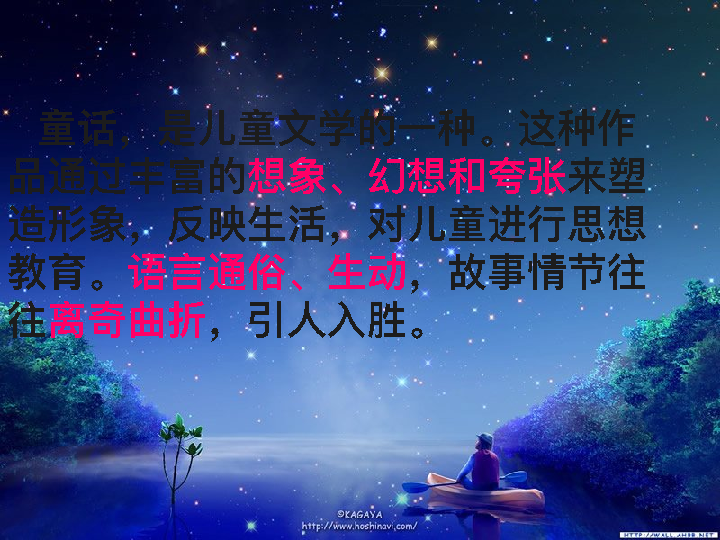 童话，是儿童文学的一种。这种作
品通过丰富的想象、幻想和夸张来塑
造形象，反映生活，对儿童进行思想
教育。语言通俗、生动，故事情节往
往离奇曲折，引人入胜。
©KAGAYA
http://www.hoshinavi.com/